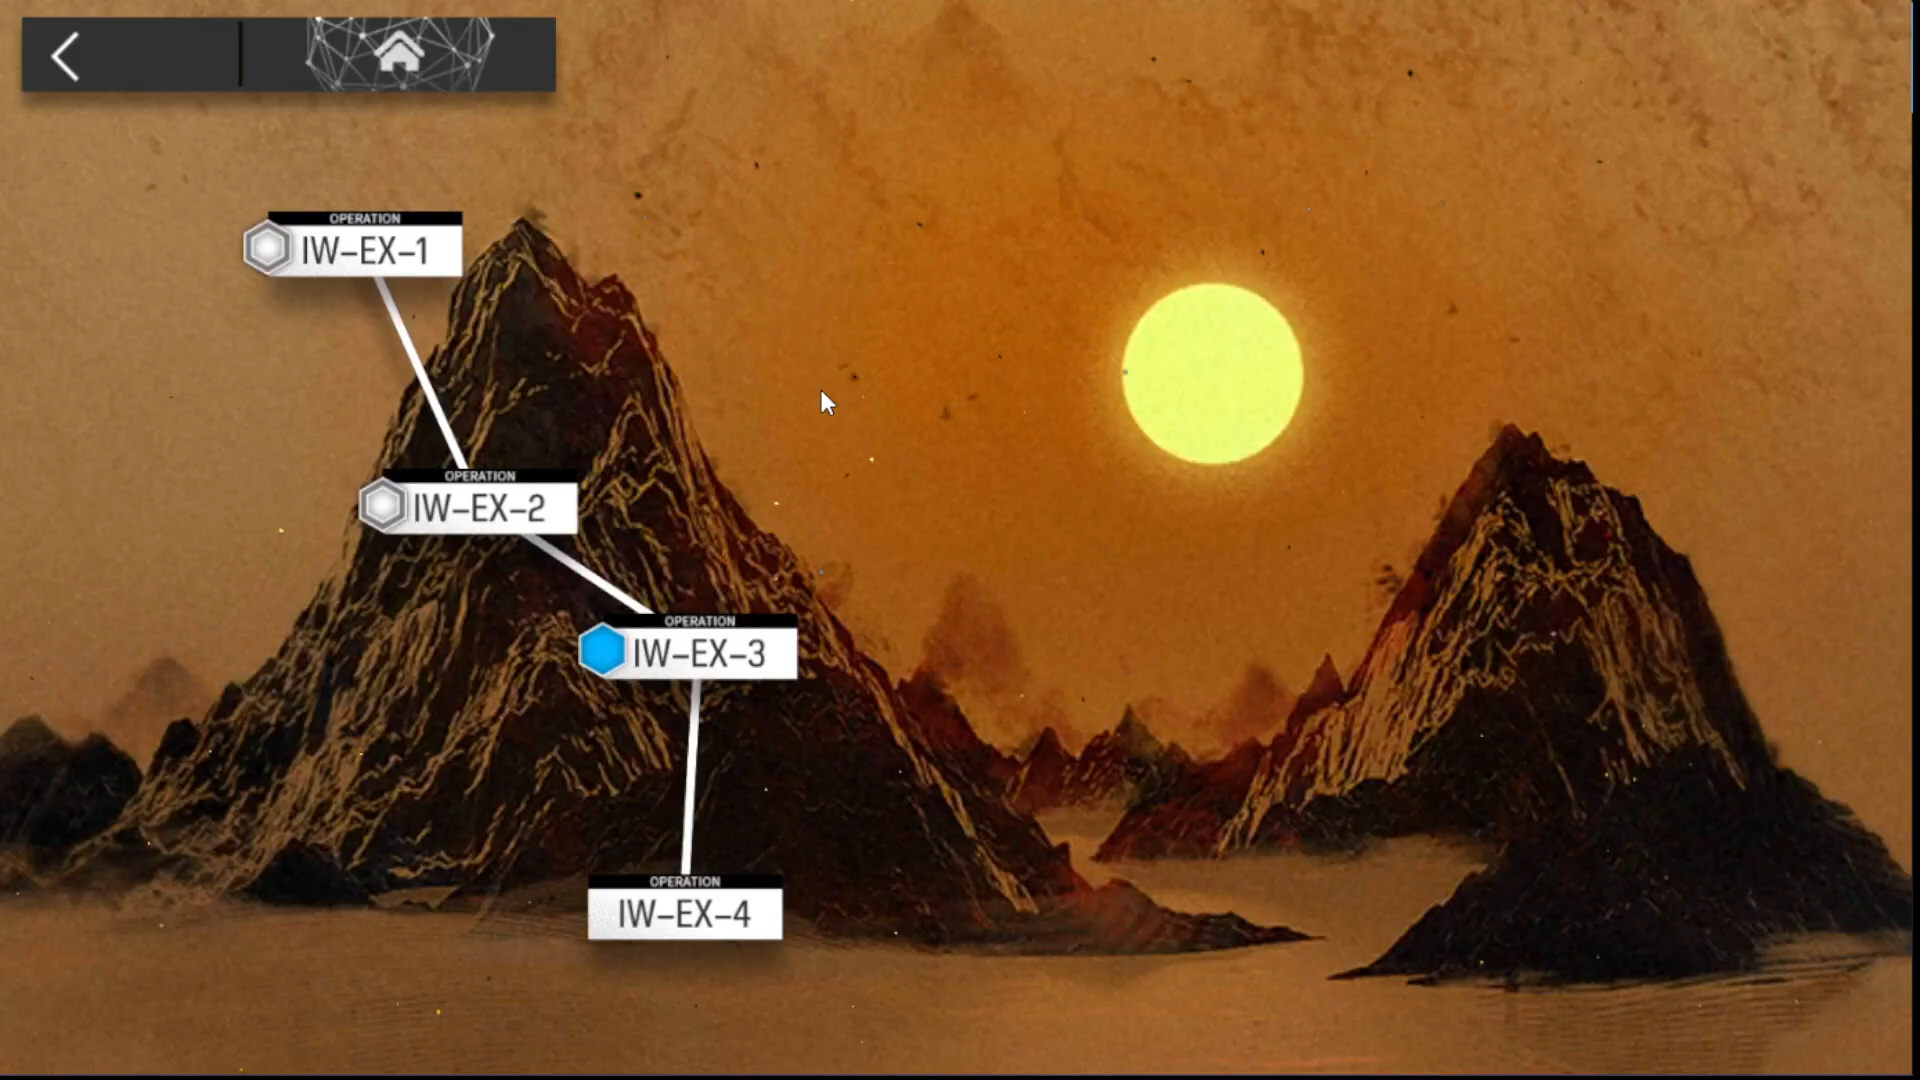 OPERATION
IW-EX-1
OPERATION
IW-EX-2
OPERATION
IW-EX-3
OPERATION
IW-EX-4